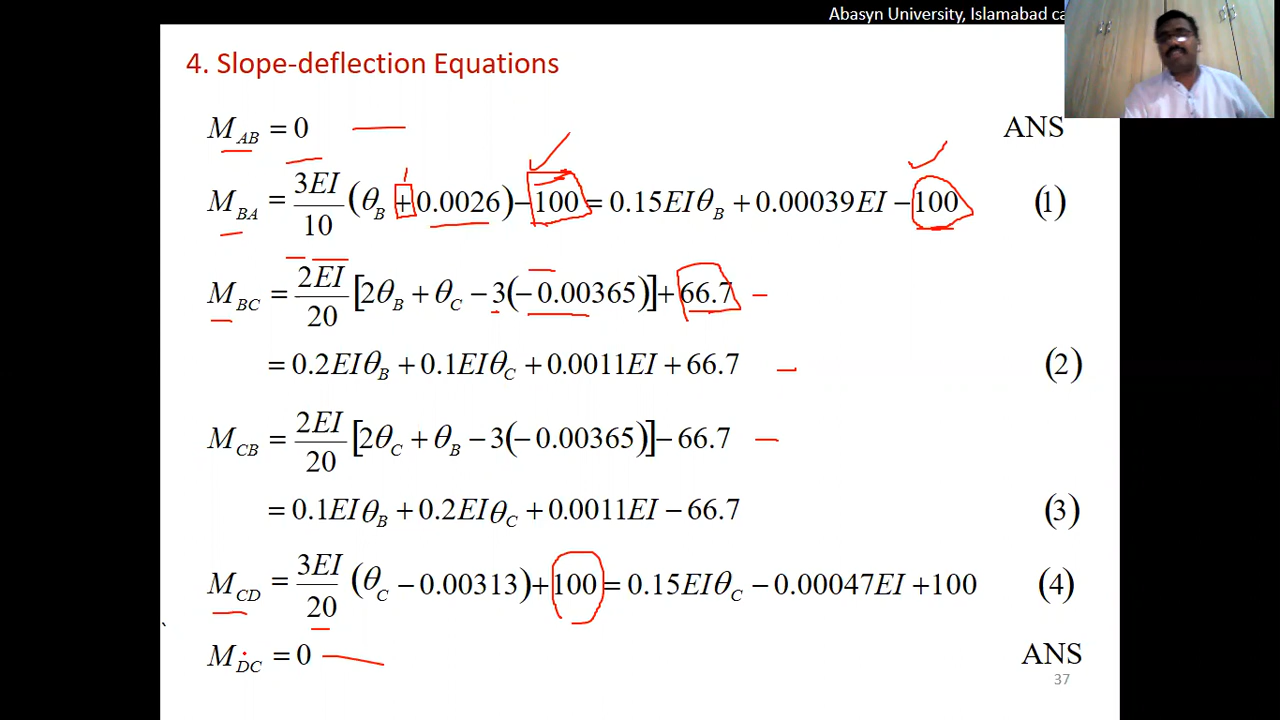 Abasyn University, Islamabad ca
4. Slope-deflection Equations
M_AB = 0 ANS
M_BA = 3EI/10 (θ_B + 0.0026) − 100 = 0.15EIθ_B + 0.00039EI − 100 (1)
M_BC = 2EI/20 [2θ_B + θ_C − 3(− 0.00365)] + 66.7
= 0.2EIθ_B + 0.1EIθ_C + 0.0011EI + 66.7 (2)
M_CB = 2EI/20 [2θ_C + θ_B − 3(− 0.00365)] − 66.7
= 0.1EIθ_B + 0.2EIθ_C + 0.0011EI − 66.7 (3)
M_CD = 3EI/20 (θ_C − 0.00313) + 100 = 0.15EIθ_C − 0.00047EI + 100 (4)
M_DC = 0 ANS
37